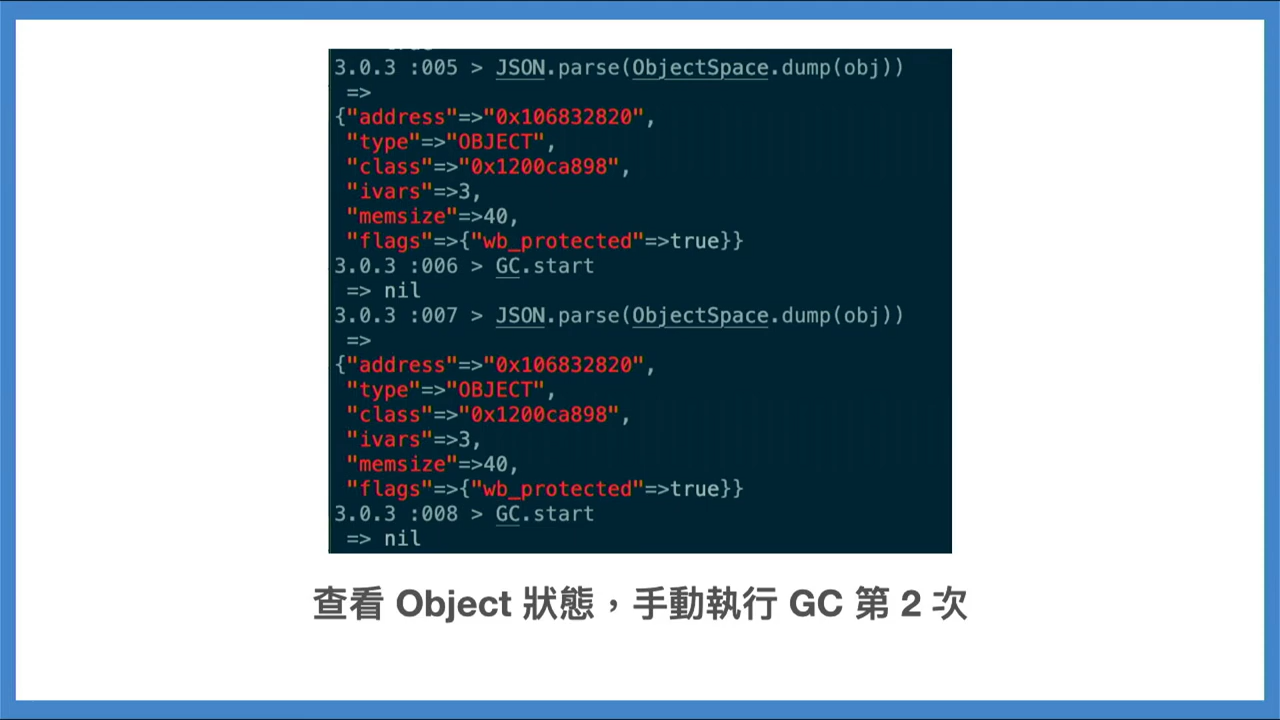 3.0.3 :005 > JSON.parse(ObjectSpace.dump(obj))
=>
{"address"=>"0x106832820",
"type"=>"OBJECT",
"class"=>"0x1200ca898",
"ivars"=>3,
"memsize"=>40,
"flags"=>{"wb_protected"=>true}}
3.0.3 :006 > GC.start
=> nil
3.0.3 :007 > JSON.parse(ObjectSpace.dump(obj))
=>
{"address"=>"0x106832820",
"type"=>"OBJECT",
"class"=>"0x1200ca898",
"ivars"=>3,
"memsize"=>40,
"flags"=>{"wb_protected"=>true}}
3.0.3 :008 > GC.start
=> nil
查看 Object 狀態，手動執行 GC 第 2 次